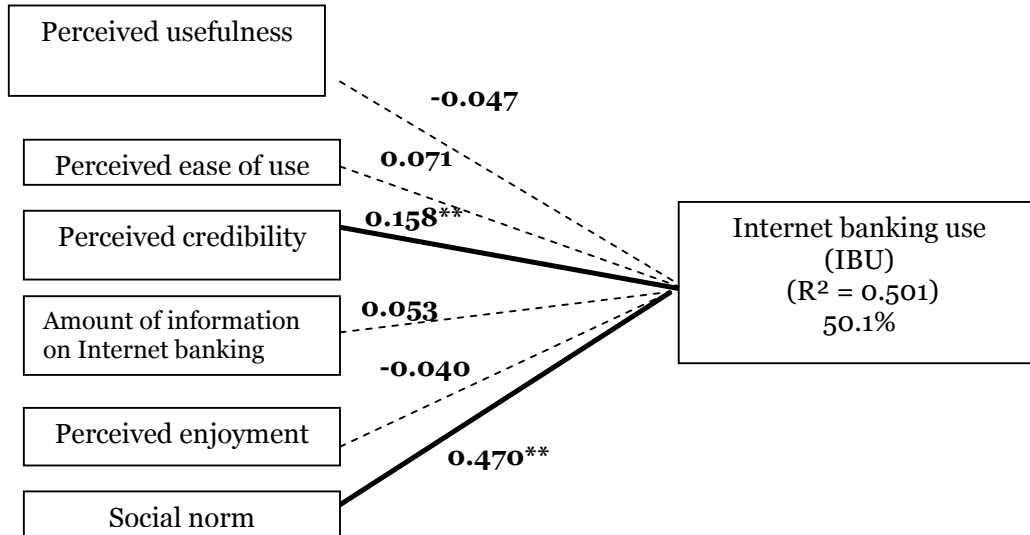 Perceived usefulness
-0.047
Perceived ease of use
0.071
0.158**
Perceived credibility
Internet banking use
(IBU)
(R² = 0.501)
50.1%
Amount of information
on Internet banking
0.053
-0.040
Perceived enjoyment
0.470**
Social norm